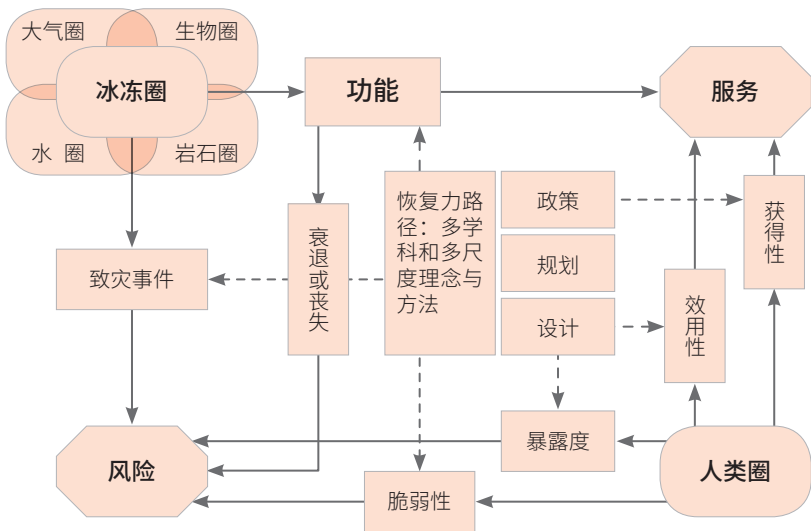 大气圈
生物圈
冰冻圈
功能
服务
水 圈
岩石圈
恢复力路
径：多学
科和多尺
度理念与
方法
政策
获得性
规划
衰退或丧失
致灾事件
设计
效用性
暴露度
风险
人类圈
脆弱性